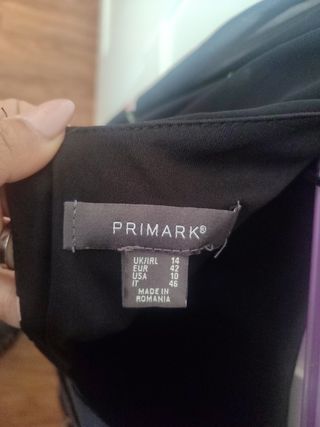 PRIMARK®
UK/IRL 14
EUR 42
USA 10
IT 46
MADE IN
ROMANIA